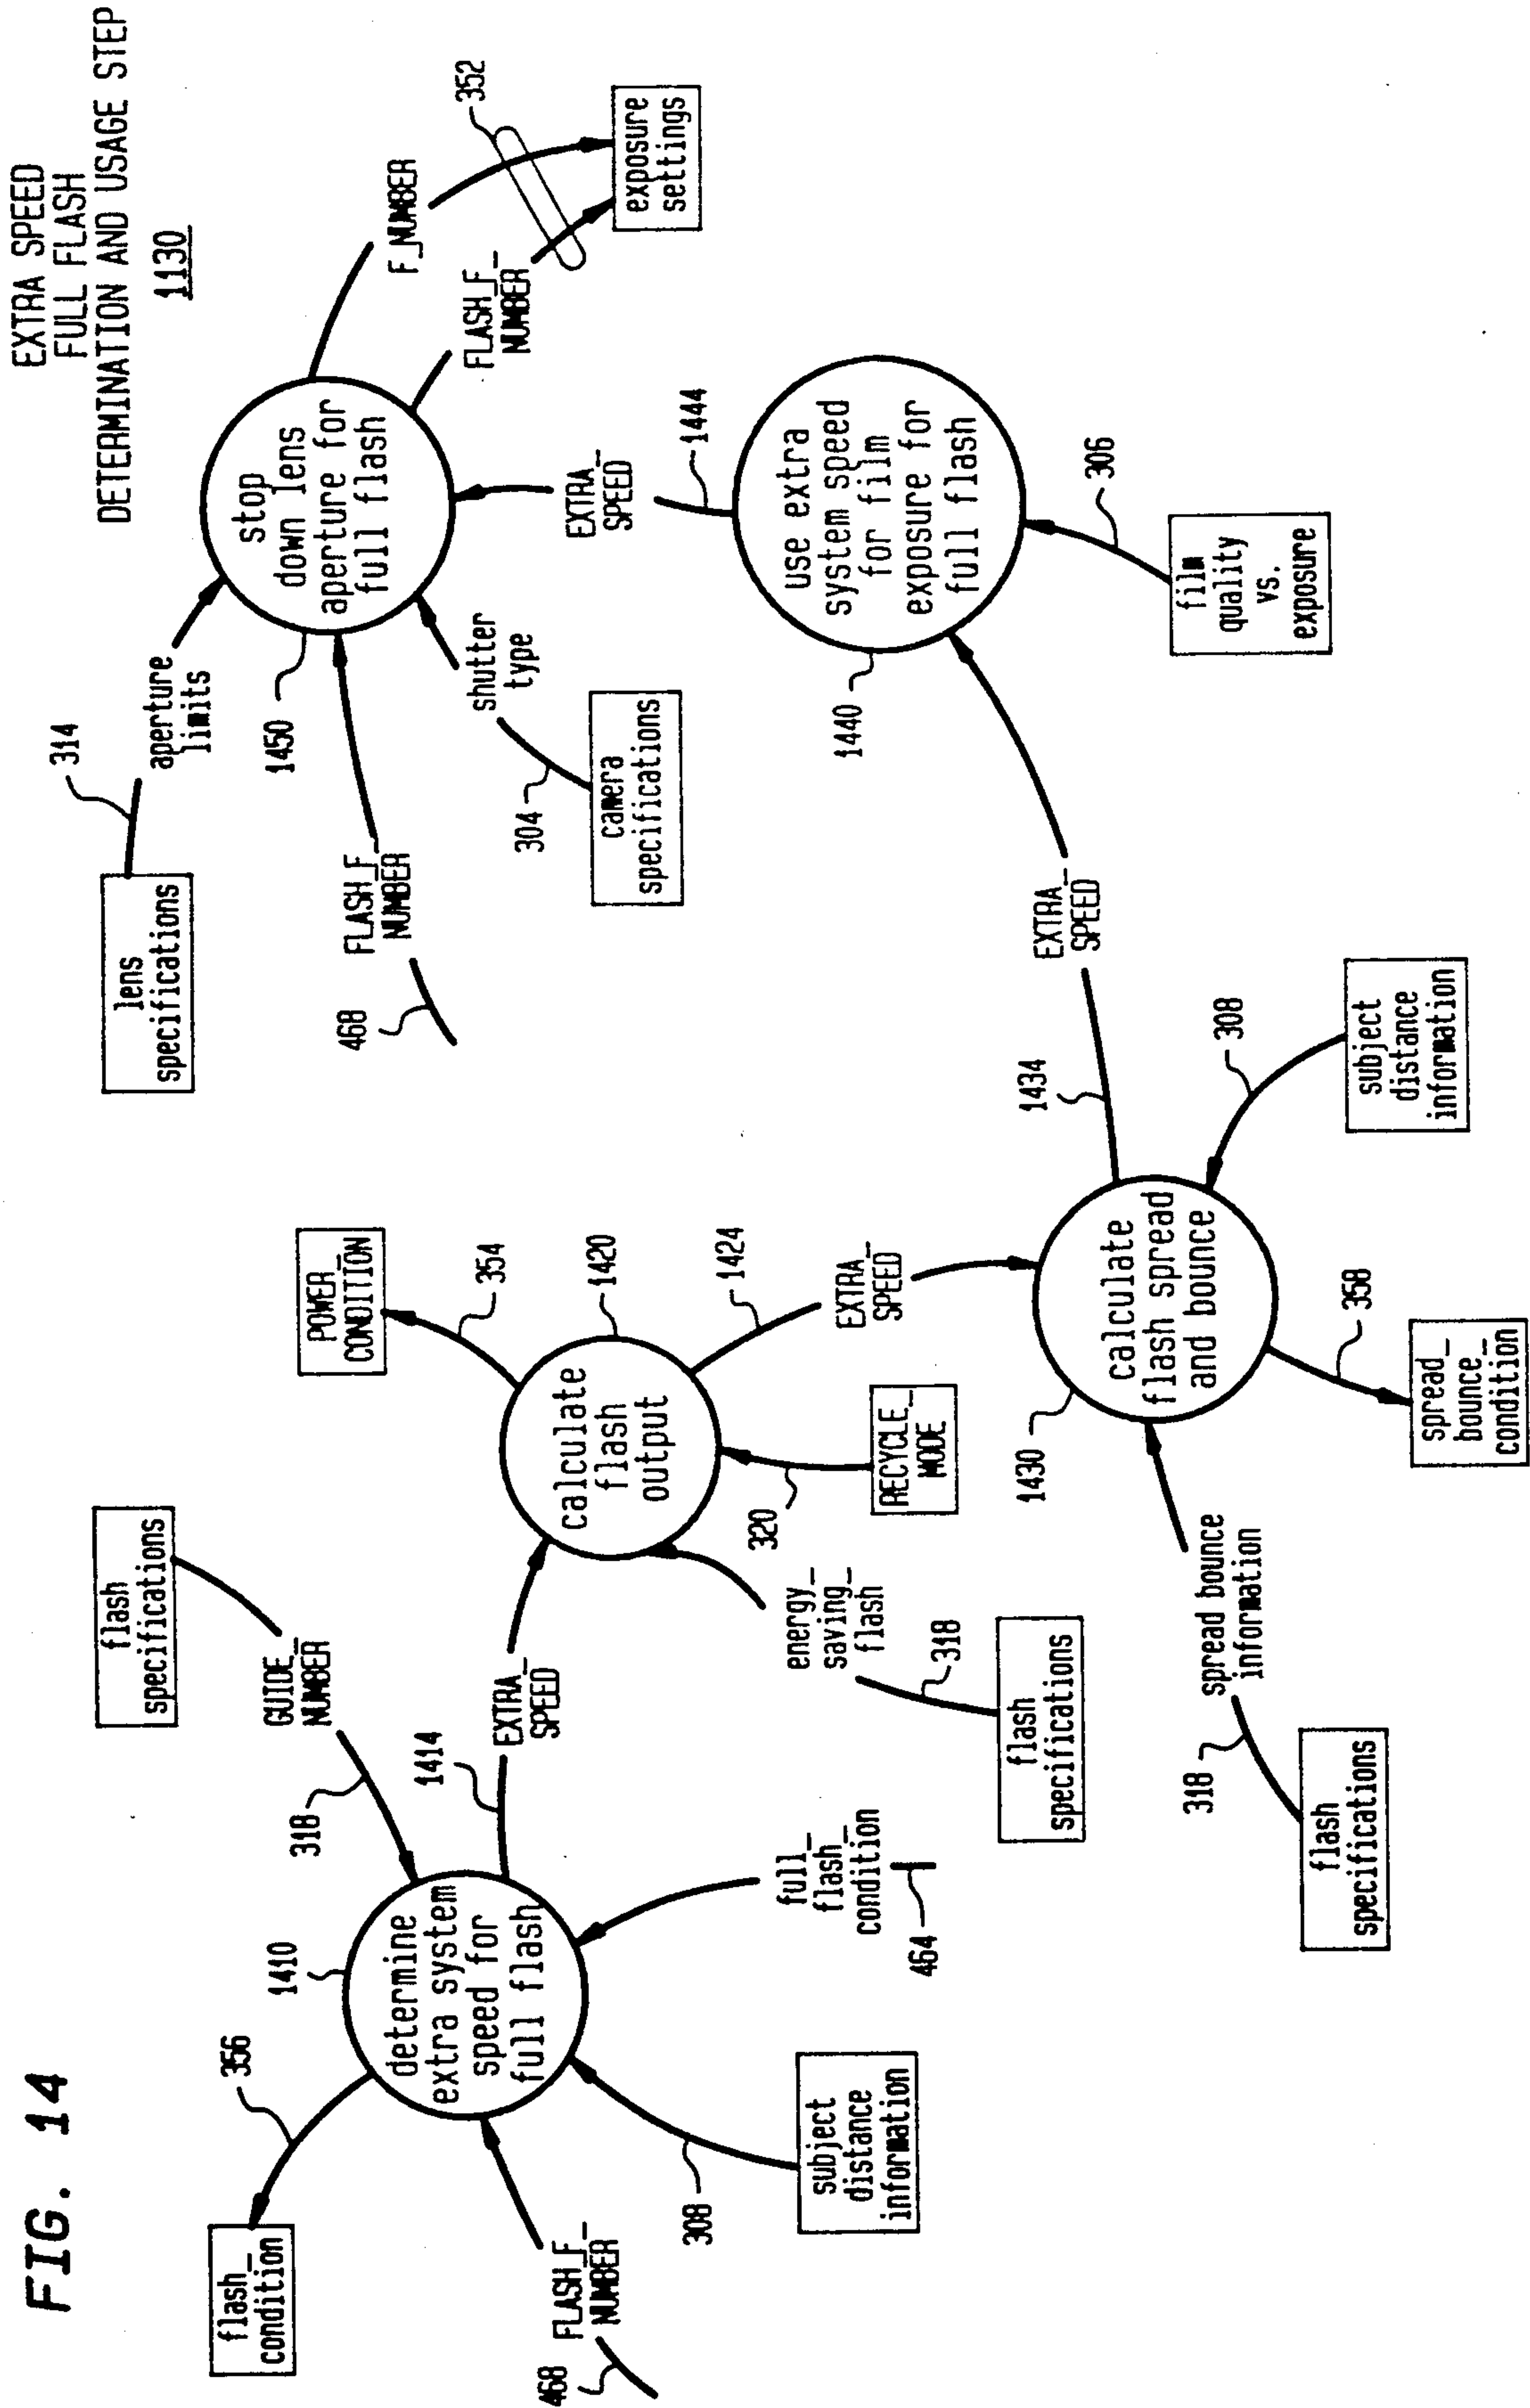 FIG. 14
EXTRA SPEED
FULL FLASH
DETERMINATION AND USAGE STEP
1130
flash_
condition
356
1410
determine
extra system
speed for
full flash
FLASH_F_
NUMBER
468
308
subject
distance
information
full_
flash_
condition
464
318
GUIDE_
NUMBER
flash
specifications
1414
EXTRA_
SPEED
calculate
flash
output
1420
354
POWER_
CONDITION
energy_
saving_
flash
318
flash
specifications
320
RECYCLE_
MODE
1424
EXTRA_
SPEED
calculate
flash spread
and bounce
1430
spread bounce
information
318
flash
specifications
358
spread_
bounce_
condition
308
subject
distance
information
1434
EXTRA_
SPEED
use extra
system speed
for film
exposure for
full flash
1440
306
film
quality
vs.
exposure
1444
EXTRA_
SPEED
stop
down lens
aperture for
full flash
1450
lens
specifications
314
aperture
limits
FLASH_F_
NUMBER
468
shutter
type
304
camera
specifications
F_NUMBER
FLASH_F_
NUMBER
352
exposure
settings